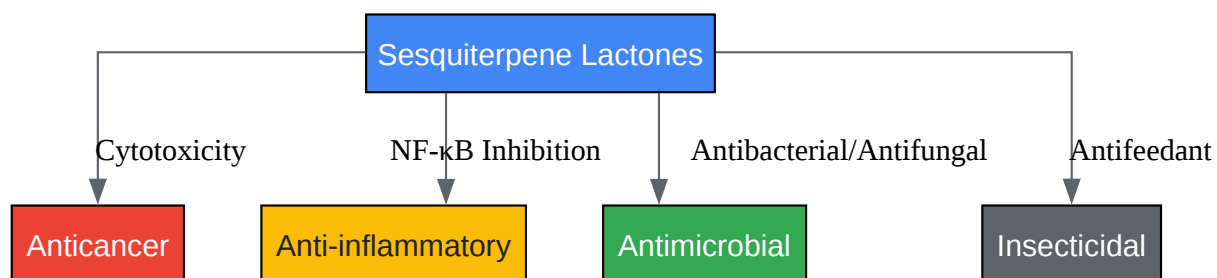 Sesquiterpene Lactones
Cytotoxicity
NF-κB Inhibition
Antibacterial/Antifungal
Antifeedant
Anticancer
Anti-inflammatory
Antimicrobial
Insecticidal